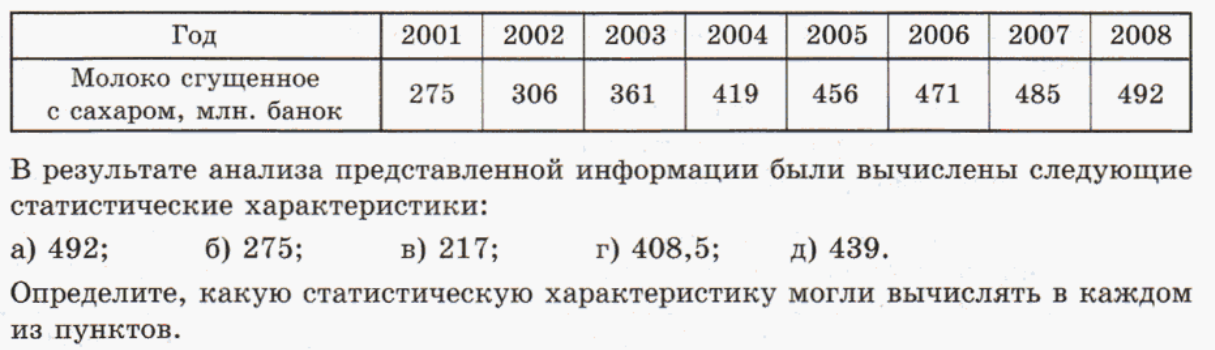 Год 2001 2002 2003 2004 2005 2006 2007 2008
Молоко сгущенное
с сахаром, млн. банок 275 306 361 419 456 471 485 492
В результате анализа представленной информации были вычислены следующие
статистические характеристики:
а) 492; б) 275; в) 217; г) 408,5; д) 439.
Определите, какую статистическую характеристику могли вычислять в каждом
из пунктов.